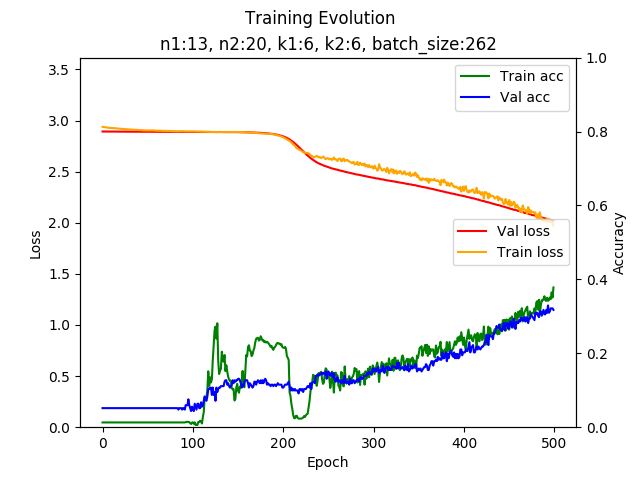 Training Evolution
n1:13, n2:20, k1:6, k2:6, batch_size:262
Train acc
Val acc
Val loss
Train loss
Loss
3.5
3.0
2.5
2.0
1.5
1.0
0.5
0.0
Accuracy
1.0
0.8
0.6
0.4
0.2
0.0
0 100 200 300 400 500
Epoch